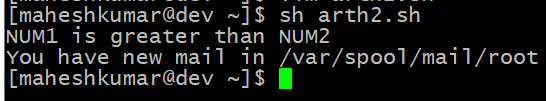 [maheshkumar@dev ~]$ sh arth2.sh
NUM1 is greater than NUM2
You have new mail in /var/spool/mail/root
[maheshkumar@dev ~]$